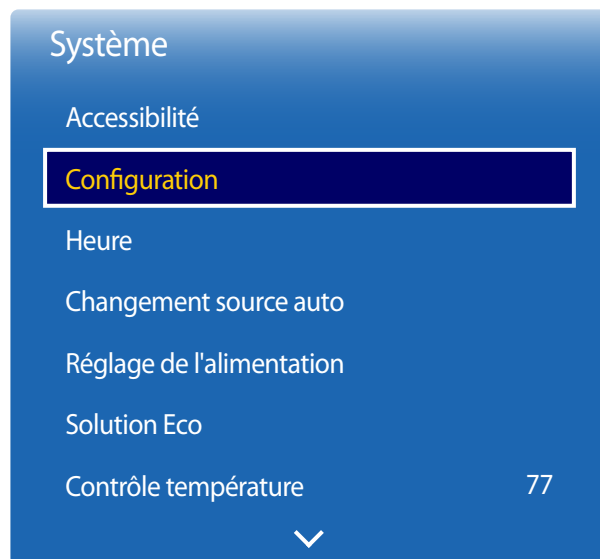 Système
Accessibilité
Configuration
Heure
Changement source auto
Réglage de l'alimentation
Solution Eco
Contrôle température 77